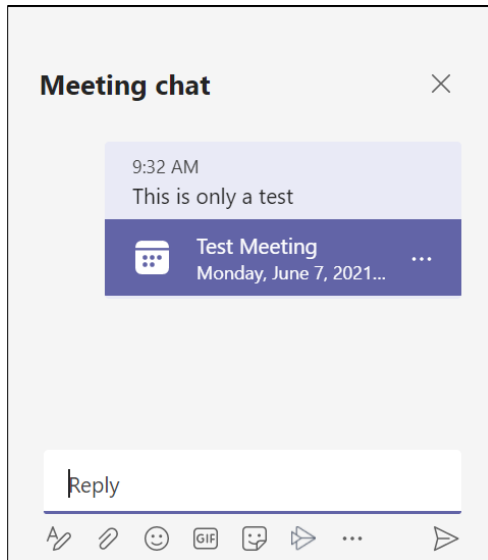 Meeting chat
9:32 AM
This is only a test
Test Meeting
Monday, June 7, 2021...
Reply
GIF